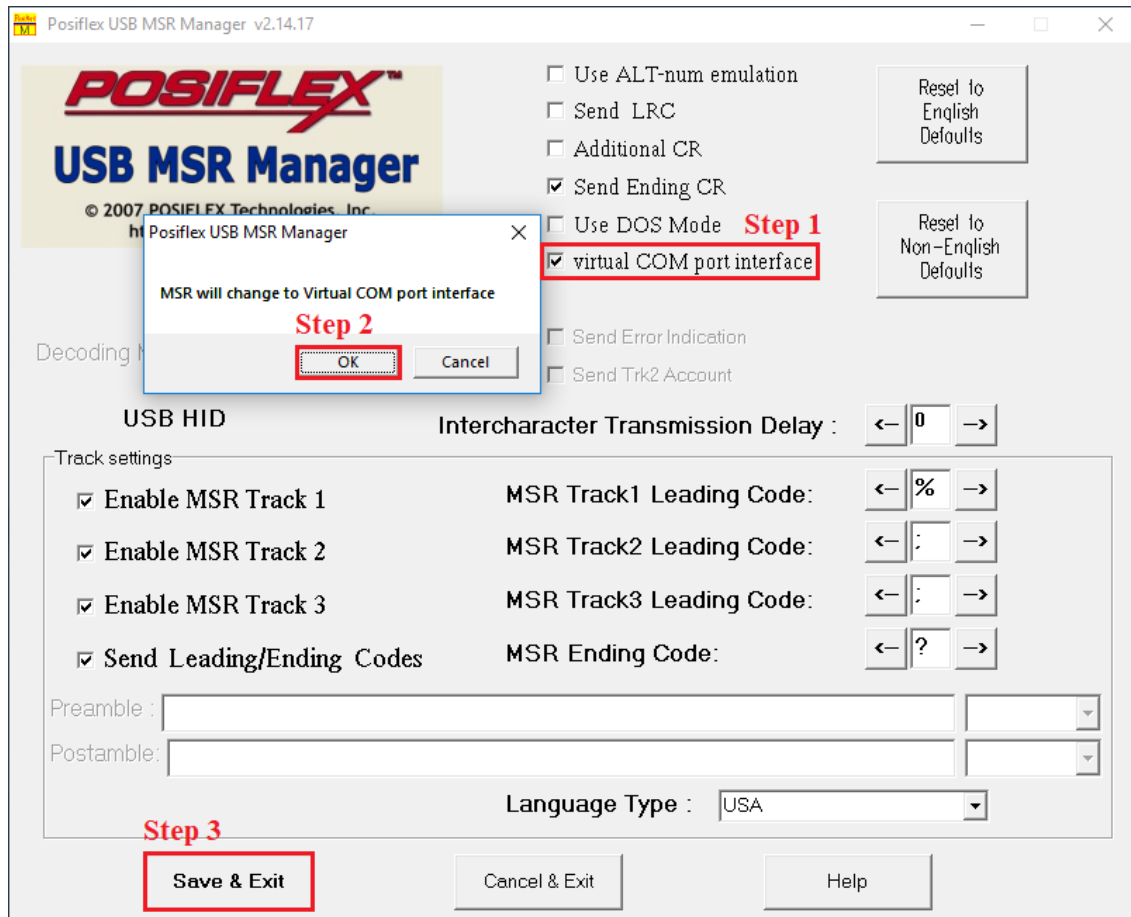 Posiflex USB MSR Manager v2.14.17
POSIFLEX™
USB MSR Manager
© 2007 POSIFLEX Technologies, Inc.
Use ALT-num emulation
Send LRC
Additional CR
Send Ending CR
Use DOS Mode
Step 1
virtual COM port interface
Reset to
English
Defaults
Reset to
Non-English
Defaults
Posiflex USB MSR Manager
MSR will change to Virtual COM port interface
Step 2
OK
Cancel
Decoding
Send Error Indication
Send Trk2 Account
USB HID
Intercharacter Transmission Delay :
<-
0
->
Track settings
Enable MSR Track 1
MSR Track1 Leading Code:
<-
%
->
Enable MSR Track 2
MSR Track2 Leading Code:
<-
;
->
Enable MSR Track 3
MSR Track3 Leading Code:
<-
;
->
Send Leading/Ending Codes
MSR Ending Code:
<-
?
->
Preamble :
Postamble:
Language Type :
USA
Step 3
Save & Exit
Cancel & Exit
Help